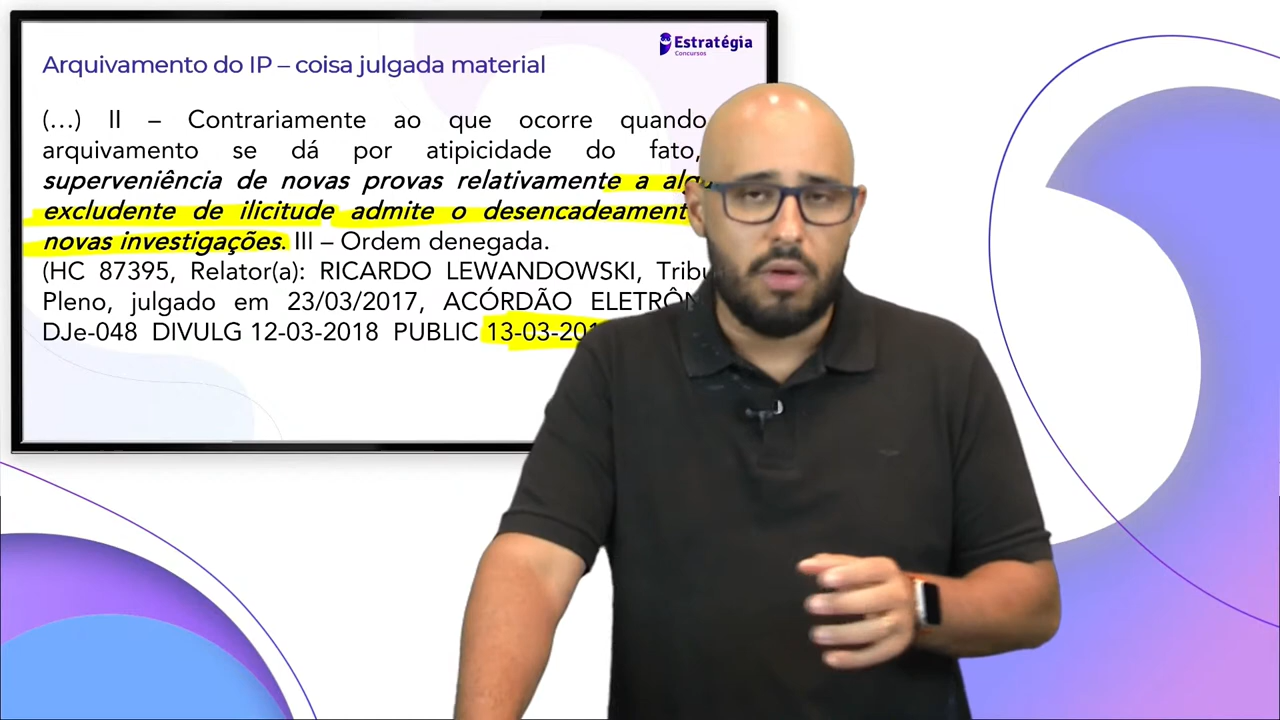 Estratégia
Concursos
Arquivamento do IP – coisa julgada material
(…) II – Contrariamente ao que ocorre quando
arquivamento se dá por atipicidade do fato,
superveniência de novas provas relativamente a
excludente de ilicitude admite o
novas investigações. III – Ordem denegada.
(HC 87395, Relator(a): RICARDO LEWANDOWSKI,
Pleno, julgado em 23/03/2017, ACÓRDÃO
DJe-048 DIVULG 12-03-2018 PUBLIC